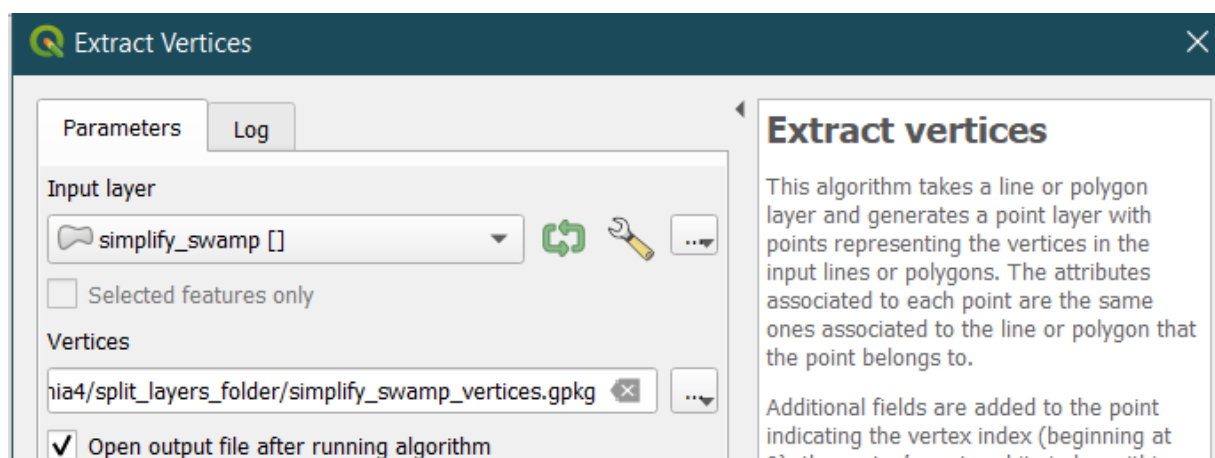 Extract Vertices
Parameters
Log
Input layer
simplify_swamp []
...
Selected features only
Vertices
nia4/split_layers_folder/simplify_swamp_vertices.gpkg
...
Open output file after running algorithm
Extract vertices
This algorithm takes a line or polygon
layer and generates a point layer with
points representing the vertices in the
input lines or polygons. The attributes
associated to each point are the same
ones associated to the line or polygon that
the point belongs to.
Additional fields are added to the point
indicating the vertex index (beginning at